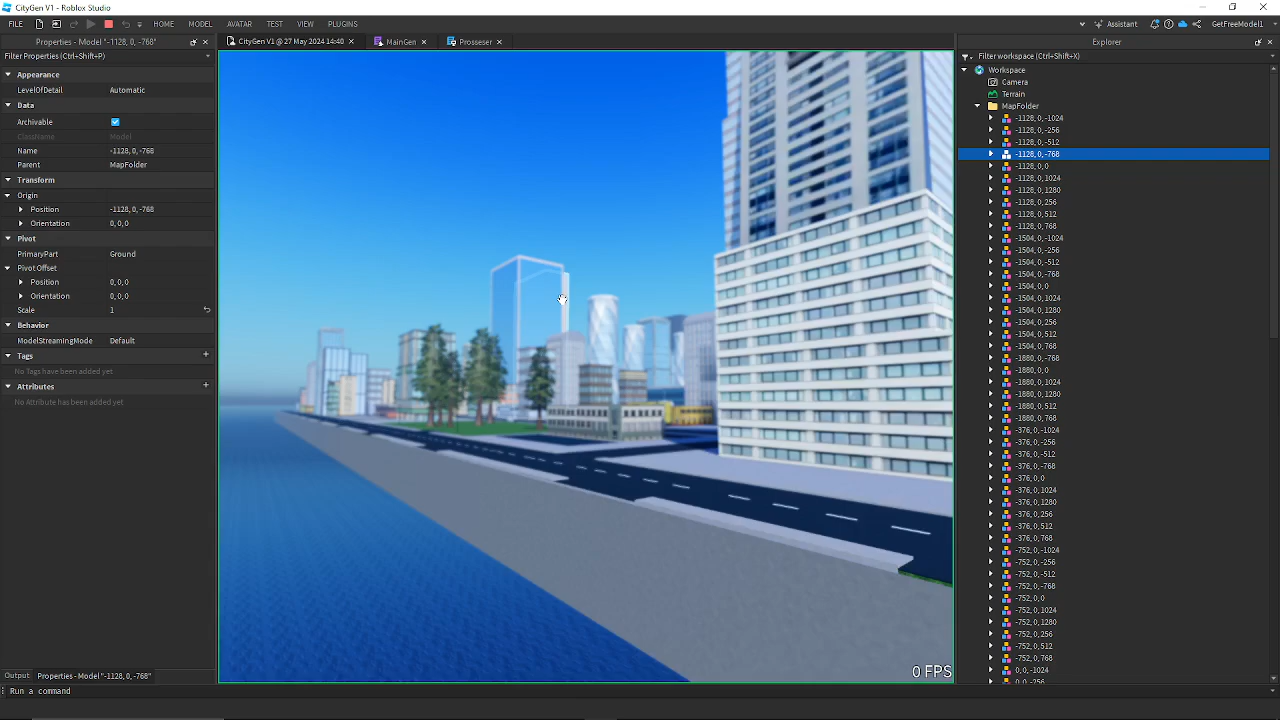 CityGen V1 - Roblox Studio
FILE HOME MODEL AVATAR TEST VIEW PLUGINS Assistant GetFreeModel1
Properties - Model "-1128, 0, -768"
CityGen V1 @ 27 May 2024 14:40
MainGen
Prosseser
Explorer
Filter Properties (Ctrl+Shift+P)
Filter workspace (Ctrl+Shift+X)
Appearance
LevelOfDetail Automatic
Data
Archivable
ClassName Model
Name -1128, 0, -768
Parent MapFolder
Transform
Origin
Position -1128, 0, -768
Orientation 0, 0, 0
Pivot
PrimaryPart Ground
PivotOffset
Position 0, 0, 0
Orientation 0, 0, 0
Scale 1
Behavior
ModelStreamingMode Default
Tags
No Tags have been added yet
Attributes
No Attribute has been added yet
0 FPS
Workspace
Camera
Terrain
MapFolder
-1128, 0, -1024
-1128, 0, -256
-1128, 0, -512
-1128, 0, -768
-1128, 0, 0
-1128, 0, 1024
-1128, 0, 1280
-1128, 0, 256
-1128, 0, 512
-1128, 0, 768
-1504, 0, -1024
-1504, 0, -256
-1504, 0, -512
-1504, 0, -768
-1504, 0, 0
-1504, 0, 1024
-1504, 0, 1280
-1504, 0, 256
-1504, 0, 512
-1504, 0, 768
-1880, 0, -768
-1880, 0, 0
-1880, 0, 1024
-1880, 0, 1280
-1880, 0, 512
-1880, 0, 768
-376, 0, -1024
-376, 0, -256
-376, 0, -512
-376, 0, -768
-376, 0, 0
-376, 0, 1024
-376, 0, 1280
-376, 0, 256
-376, 0, 512
-376, 0, 768
-752, 0, -1024
-752, 0, -256
-752, 0, -512
-752, 0, -768
-752, 0, 0
-752, 0, 1024
-752, 0, 1280
-752, 0, 256
-752, 0, 512
-752, 0, 768
0, 0, -1024
0, 0, -256
Output: Properties - Model "-1128, 0, -768"
Run a command